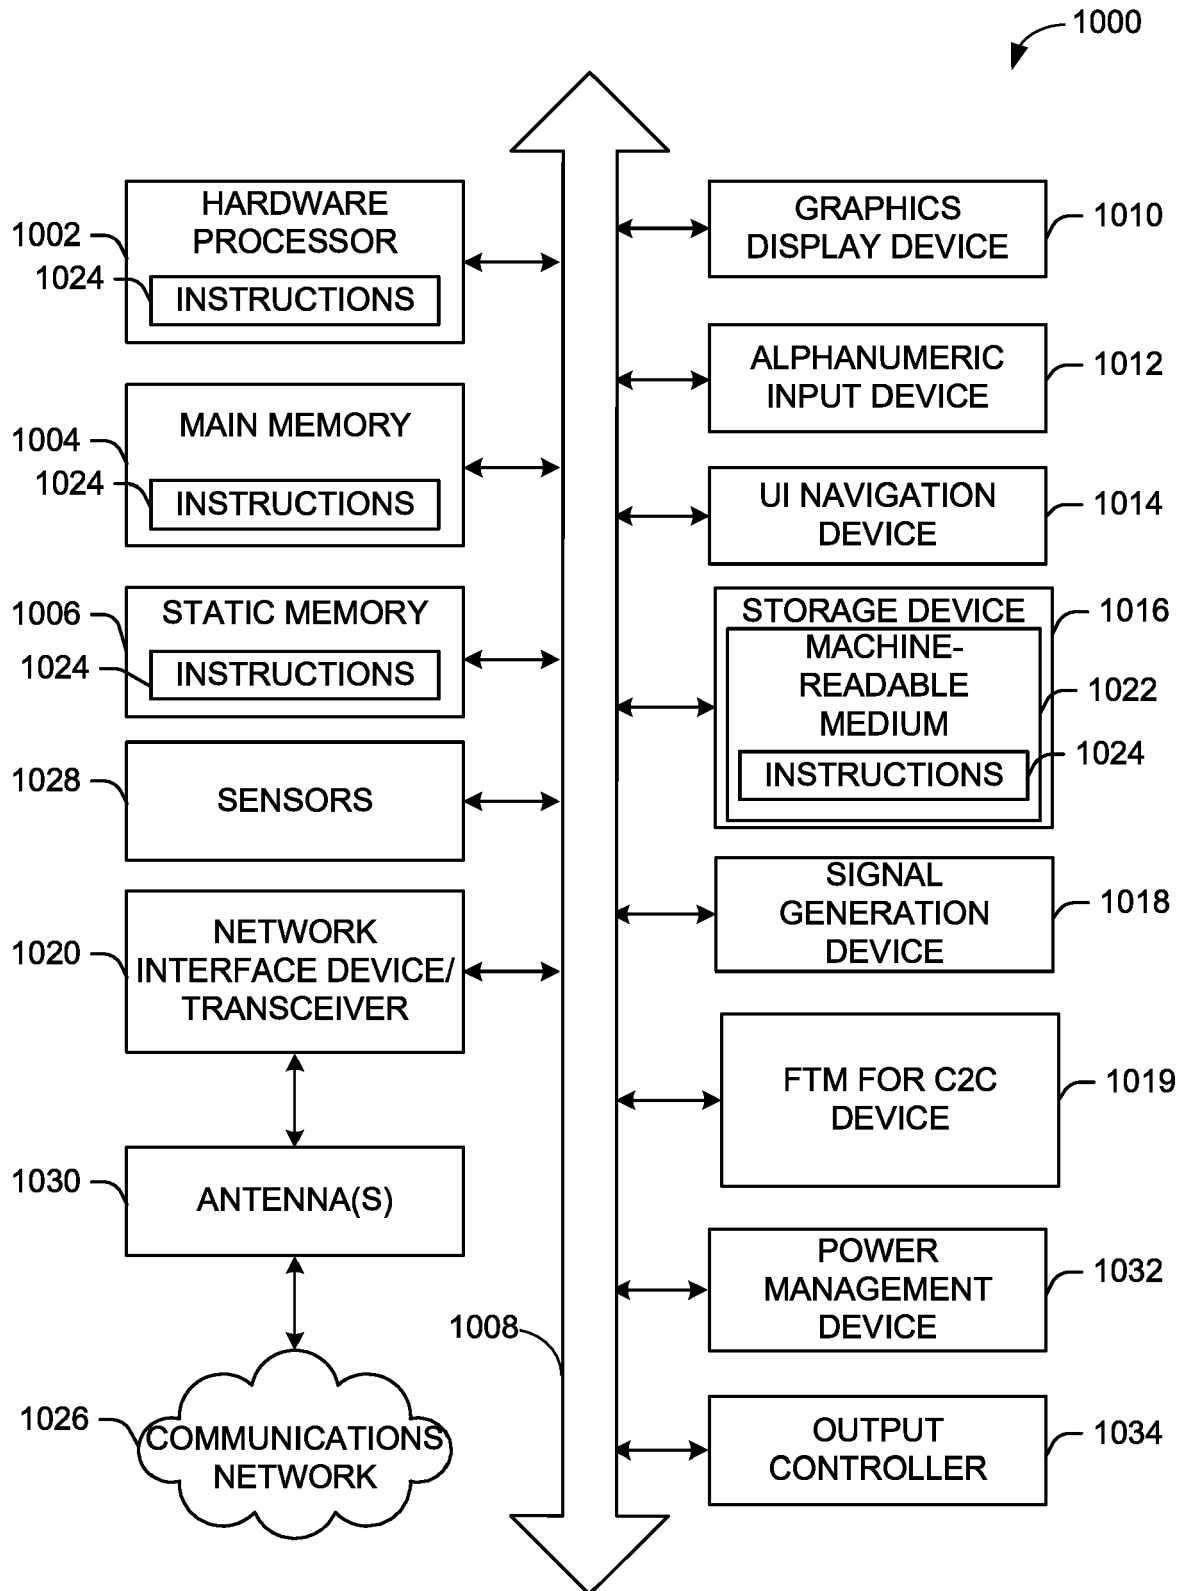 1000
HARDWARE
PROCESSOR
1002
1024
INSTRUCTIONS
MAIN MEMORY
1004
1024
INSTRUCTIONS
1006
STATIC MEMORY
1024
INSTRUCTIONS
1028
SENSORS
1020
NETWORK
INTERFACE DEVICE/
TRANSCEIVER
1030
ANTENNA(S)
1008
1026
COMMUNICATIONS
NETWORK
GRAPHICS
DISPLAY DEVICE
1010
ALPHANUMERIC
INPUT DEVICE
1012
UI NAVIGATION
DEVICE
1014
STORAGE DEVICE
1016
MACHINE-
READABLE
MEDIUM
1022
INSTRUCTIONS
1024
SIGNAL
GENERATION
DEVICE
1018
FTM FOR C2C
DEVICE
1019
POWER
MANAGEMENT
DEVICE
1032
OUTPUT
CONTROLLER
1034